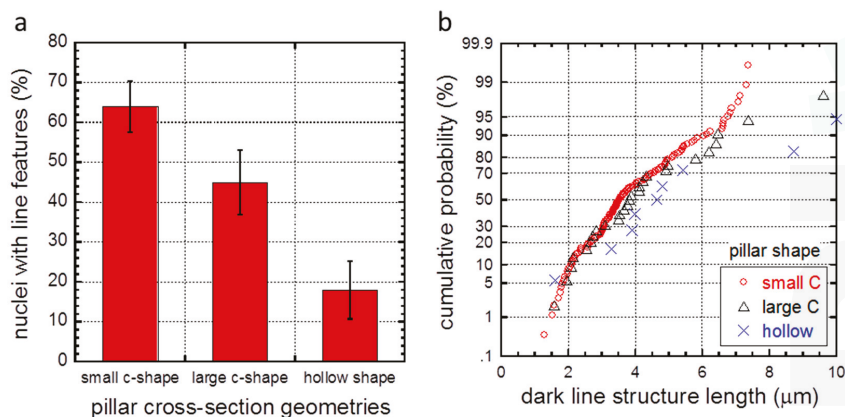 a
nuclei with line features (%)
80
70
60
50
40
30
20
10
0
small c-shape large c-shape hollow shape
pillar cross-section geometries
b
cumulative probability (%)
99.9
99
95
90
80
70
50
30
20
10
5
1
.1
pillar shape
small C
large C
hollow
0 2 4 6 8 10
dark line structure length (μm)